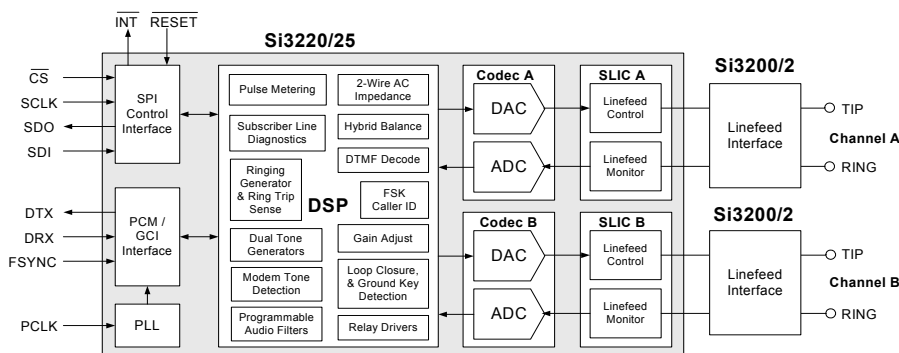 INT
RESET
Si3220/25
CS
SCLK
SDO
SDI
SPI
Control
Interface
DTX
DRX
FSYNC
PCM /
GCI
Interface
PCLK
PLL
DSP
Pulse Metering
Subscriber Line
Diagnostics
Ringing
Generator
& Ring Trip
Sense
Dual Tone
Generators
Modem Tone
Detection
Programmable
Audio Filters
2-Wire AC
Impedance
Hybrid Balance
DTMF Decode
FSK
Caller ID
Gain Adjust
Loop Closure,
& Ground Key
Detection
Relay Drivers
Codec A
DAC
ADC
SLIC A
Linefeed
Control
Linefeed
Monitor
Si3200/2
Linefeed
Interface
TIP
Channel A
RING
Codec B
DAC
ADC
SLIC B
Linefeed
Control
Linefeed
Monitor
Si3200/2
Linefeed
Interface
TIP
Channel B
RING